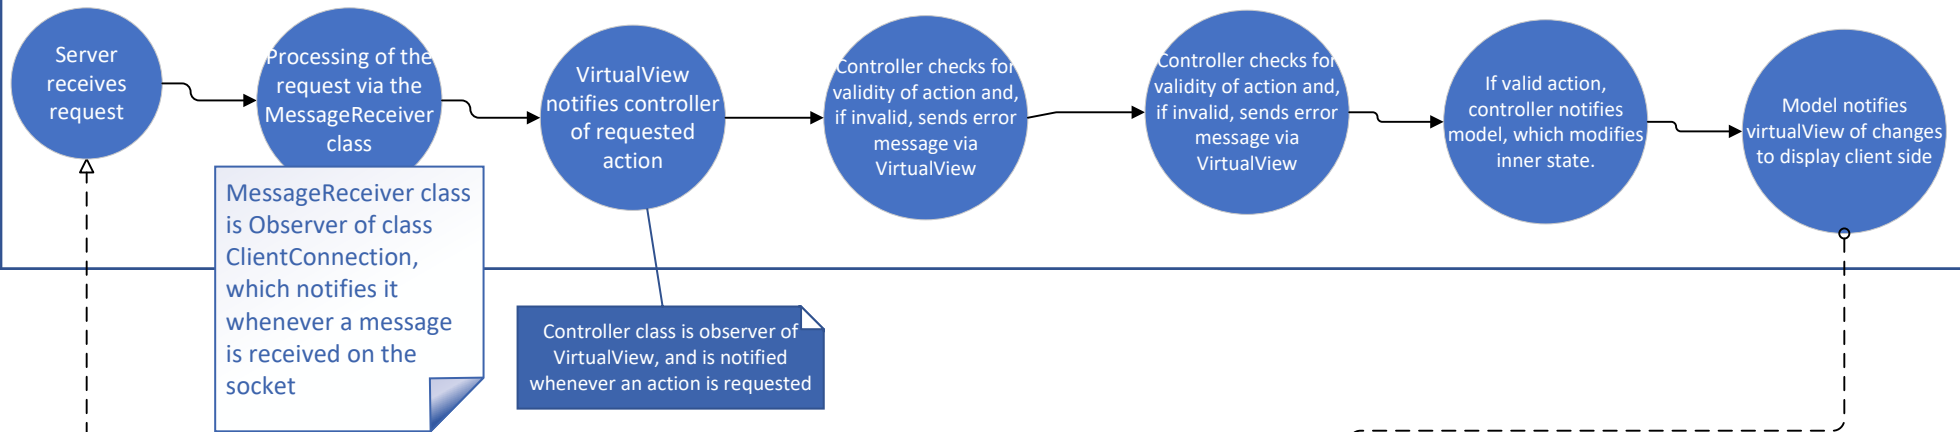 Server
receives
request
Processing of the
request via the
MessageReceiver
class
VirtualView
notifies controller
of requested
action
Controller checks for
validity of action and,
if invalid, sends error
message via
VirtualView
Controller checks for
validity of action and,
if invalid, sends error
message via
VirtualView
If valid action,
controller notifies
model, which modifies
inner state.
Model notifies
virtualView of changes
to display client side
MessageReceiver class
is Observer of class
ClientConnection,
which notifies it
whenever a message
is received on the
socket
Controller class is observer of
VirtualView, and is notified
whenever an action is requested